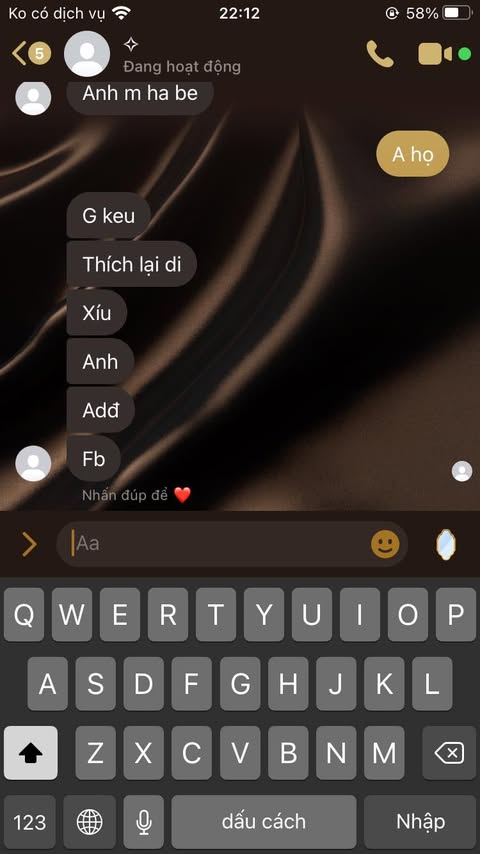 Ko có dịch vụ 22:12 58%
5 Đang hoạt động
Anh m ha be
A họ
G keu
Thích lại di
Xíu
Anh
Adđ
Fb
Nhấn đúp để ❤️
Aa
Q W E R T Y U I O P
A S D F G H J K L
Z X C V B N M
123 dấu cách Nhập